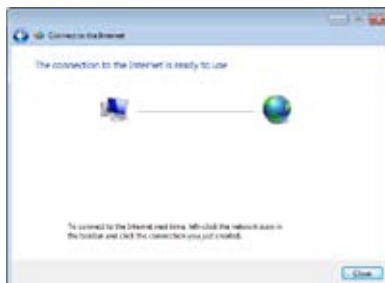 Connect to the Internet
The connection to the Internet is ready to use
To connect to the Internet next time, left-click the network icon in
the taskbar and click the connection you just created.
Close